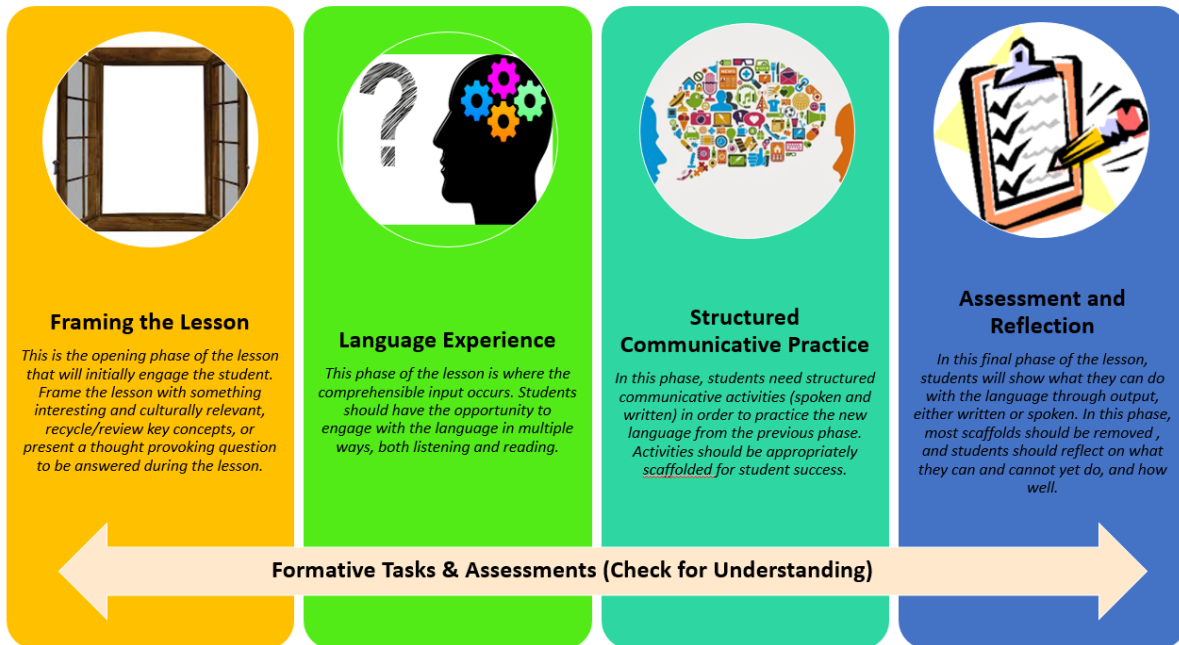 Framing the Lesson
This is the opening phase of the lesson
that will initially engage the student.
Frame the lesson with something
interesting and culturally relevant,
recycle/review key concepts, or
present a thought provoking question
to be answered during the lesson.
Language Experience
This phase of the lesson is where the
comprehensible input occurs. Students
should have the opportunity to
engage with the language in multiple
ways, both listening and reading.
Structured
Communicative Practice
In this phase, students need structured
communicative activities (spoken and
written) in order to practice the new
language from the previous phase.
Activities should be appropriately
scaffolded for student success.
Assessment and
Reflection
In this final phase of the lesson,
students will show what they can do
with the language through output,
either written or spoken. In this phase,
most scaffolds should be removed ,
and students should reflect on what
they can and cannot yet do, and how
well.
Formative Tasks & Assessments (Check for Understanding)